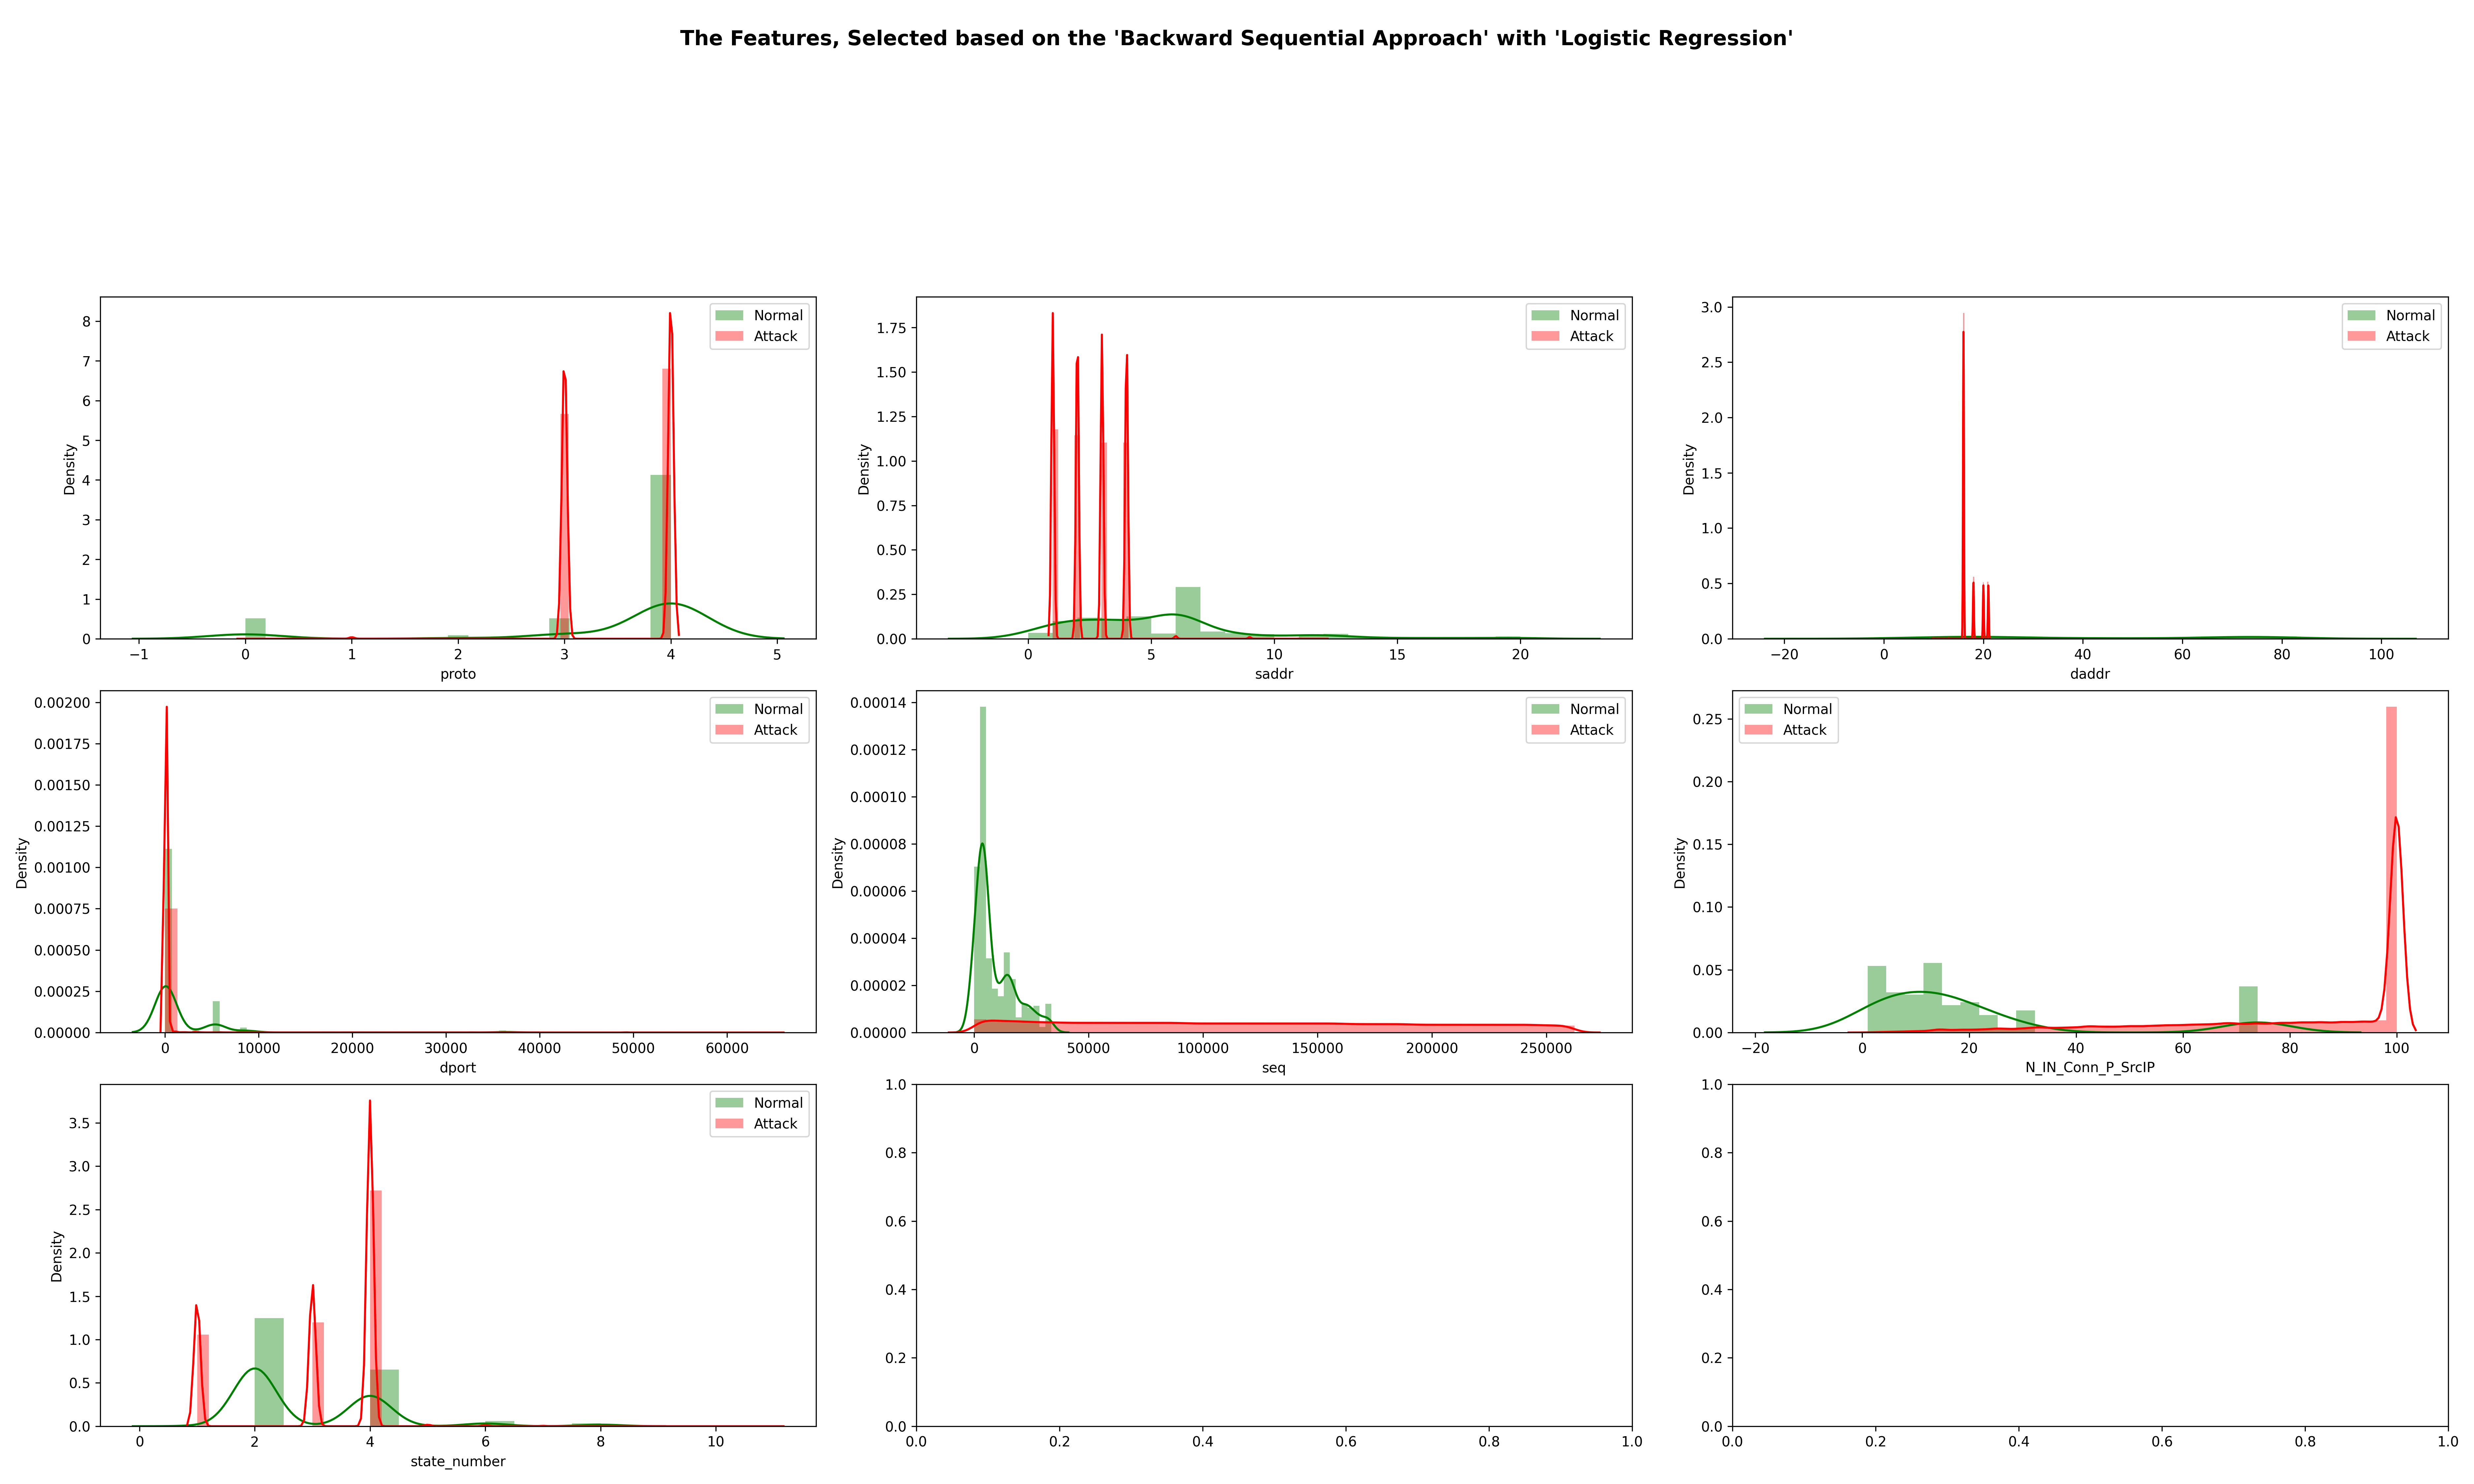 The Features, Selected based on the 'Backward Sequential Approach' with 'Logistic Regression'
Density
8
7
6
5
4
3
2
1
0
−1 0 1 2 3 4 5
proto
Normal
Attack
Density
1.75
1.50
1.25
1.00
0.75
0.50
0.25
0.00
0 5 10 15 20
saddr
Normal
Attack
Density
3.0
2.5
2.0
1.5
1.0
0.5
0.0
−20 0 20 40 60 80 100
daddr
Normal
Attack
Density
0.00200
0.00175
0.00150
0.00125
0.00100
0.00075
0.00050
0.00025
0.00000
0 10000 20000 30000 40000 50000 60000
dport
Normal
Attack
Density
0.00014
0.00012
0.00010
0.00008
0.00006
0.00004
0.00002
0.00000
0 50000 100000 150000 200000 250000
seq
Normal
Attack
Density
0.25
0.20
0.15
0.10
0.05
0.00
−20 0 20 40 60 80 100
N_IN_Conn_P_SrcIP
Normal
Attack
Density
3.5
3.0
2.5
2.0
1.5
1.0
0.5
0.0
0 2 4 6 8 10
state_number
Normal
Attack
1.0
0.8
0.6
0.4
0.2
0.0
0.0 0.2 0.4 0.6 0.8 1.0
1.0
0.8
0.6
0.4
0.2
0.0
0.0 0.2 0.4 0.6 0.8 1.0